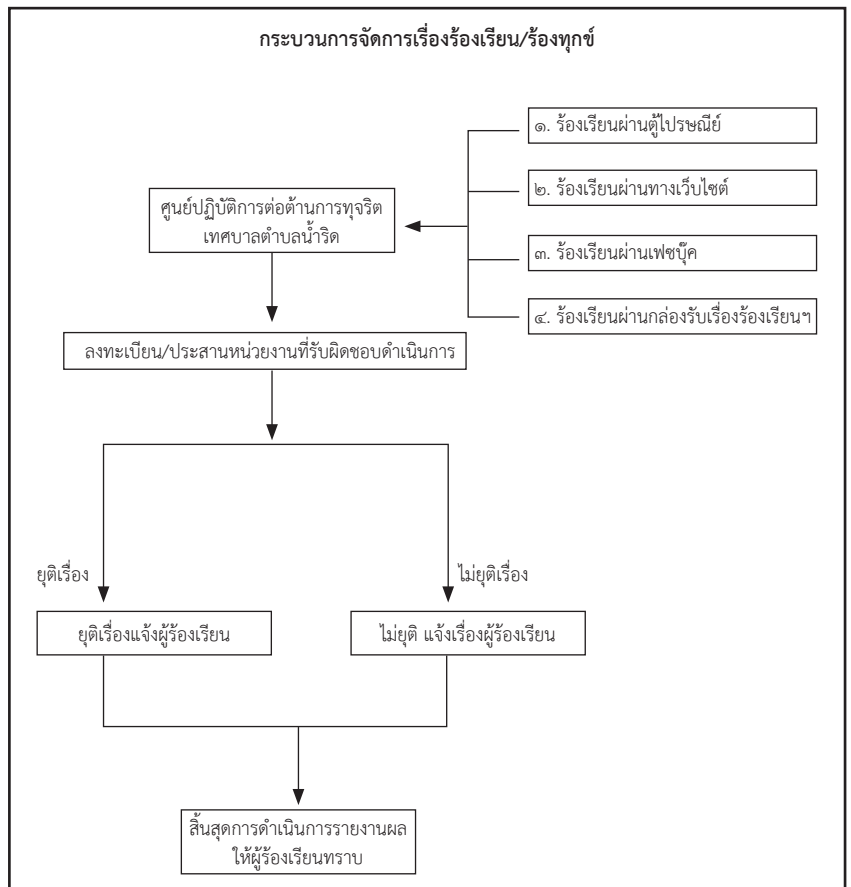 กระบวนการจัดการเรื่องร้องเรียน/ร้องทุกข์
๑. ร้องเรียนผ่านตู้ไปรษณีย์
๒. ร้องเรียนผ่านทางเว็บไซต์
ศูนย์ปฏิบัติการต่อต้านการทุจริต
เทศบาลตำบลน้ำริด
๓. ร้องเรียนผ่านเฟซบุ๊ค
๔. ร้องเรียนผ่านกล่องรับเรื่องร้องเรียนฯ
ลงทะเบียน/ประสานหน่วยงานที่รับผิดชอบดำเนินการ
ยุติเรื่อง
ไม่ยุติเรื่อง
ยุติเรื่องแจ้งผู้ร้องเรียน
ไม่ยุติ แจ้งเรื่องผู้ร้องเรียน
สิ้นสุดการดำเนินการรายงานผล
ให้ผู้ร้องเรียนทราบ